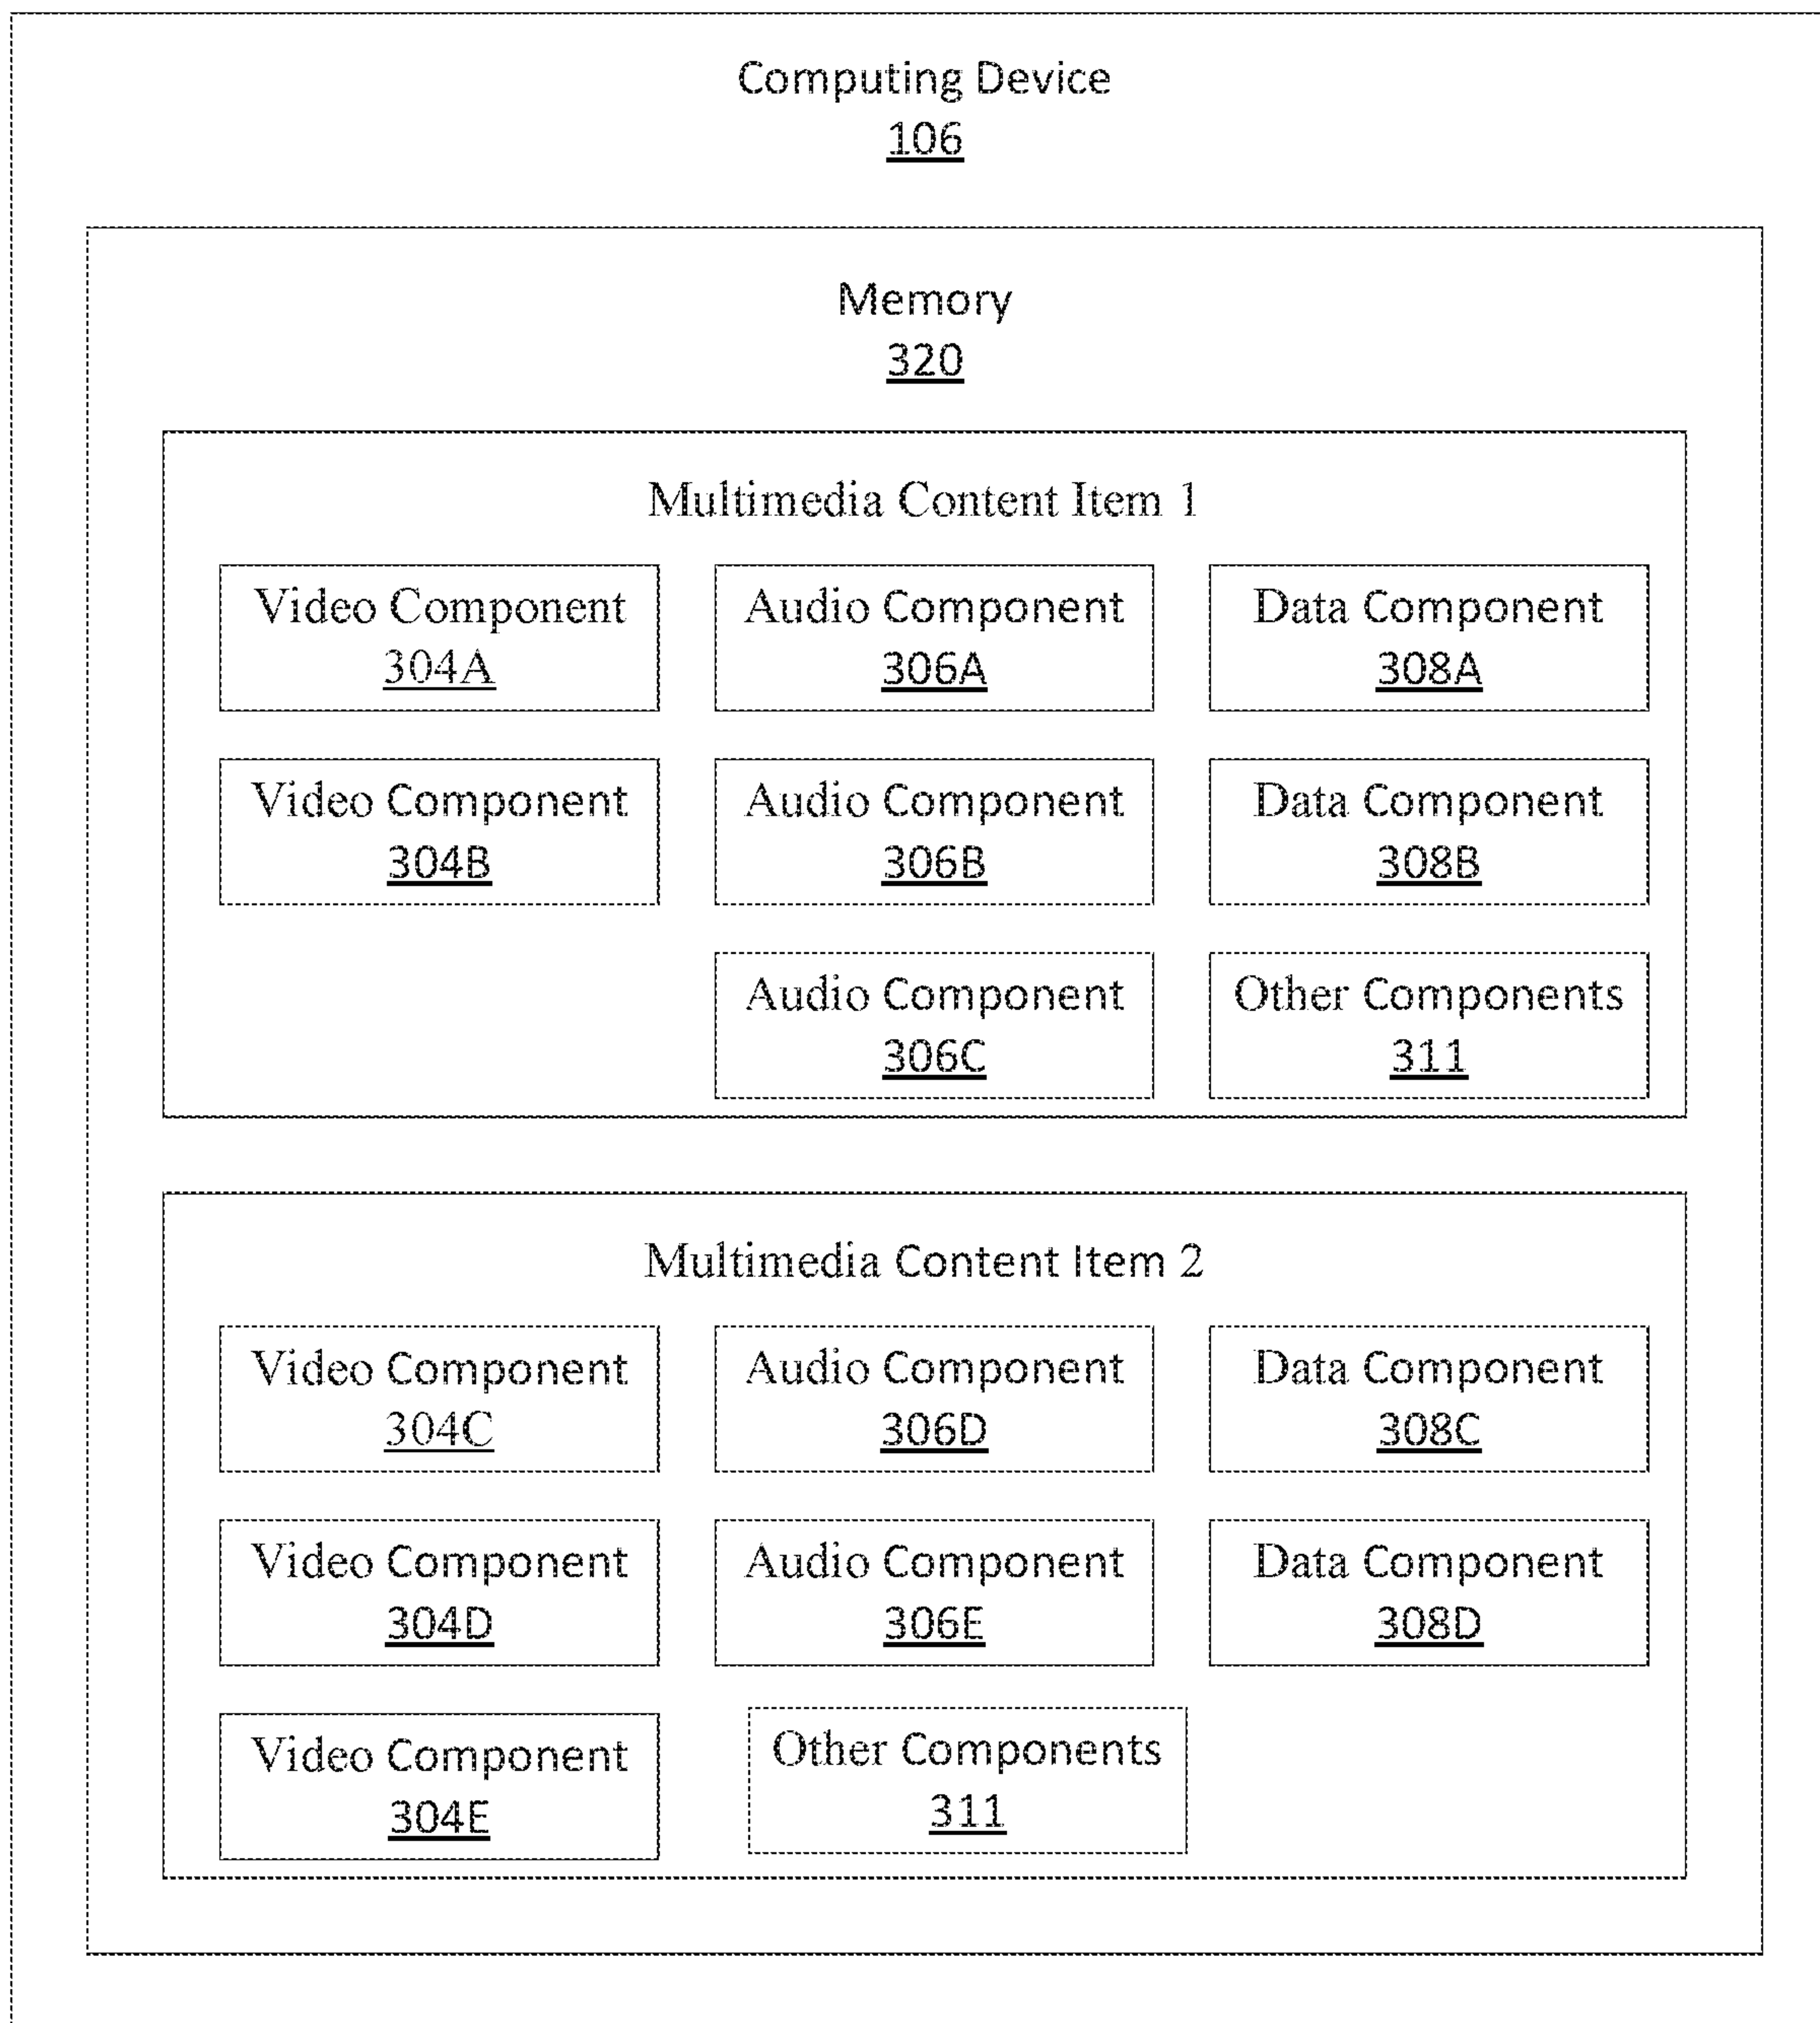 Computing Device
106
Memory
320
Multimedia Content Item 1
Video Component
304A
Audio Component
306A
Data Component
308A
Video Component
304B
Audio Component
306B
Data Component
308B
Audio Component
306C
Other Components
311
Multimedia Content Item 2
Video Component
304C
Audio Component
306D
Data Component
308C
Video Component
304D
Audio Component
306E
Data Component
308D
Video Component
304E
Other Components
311